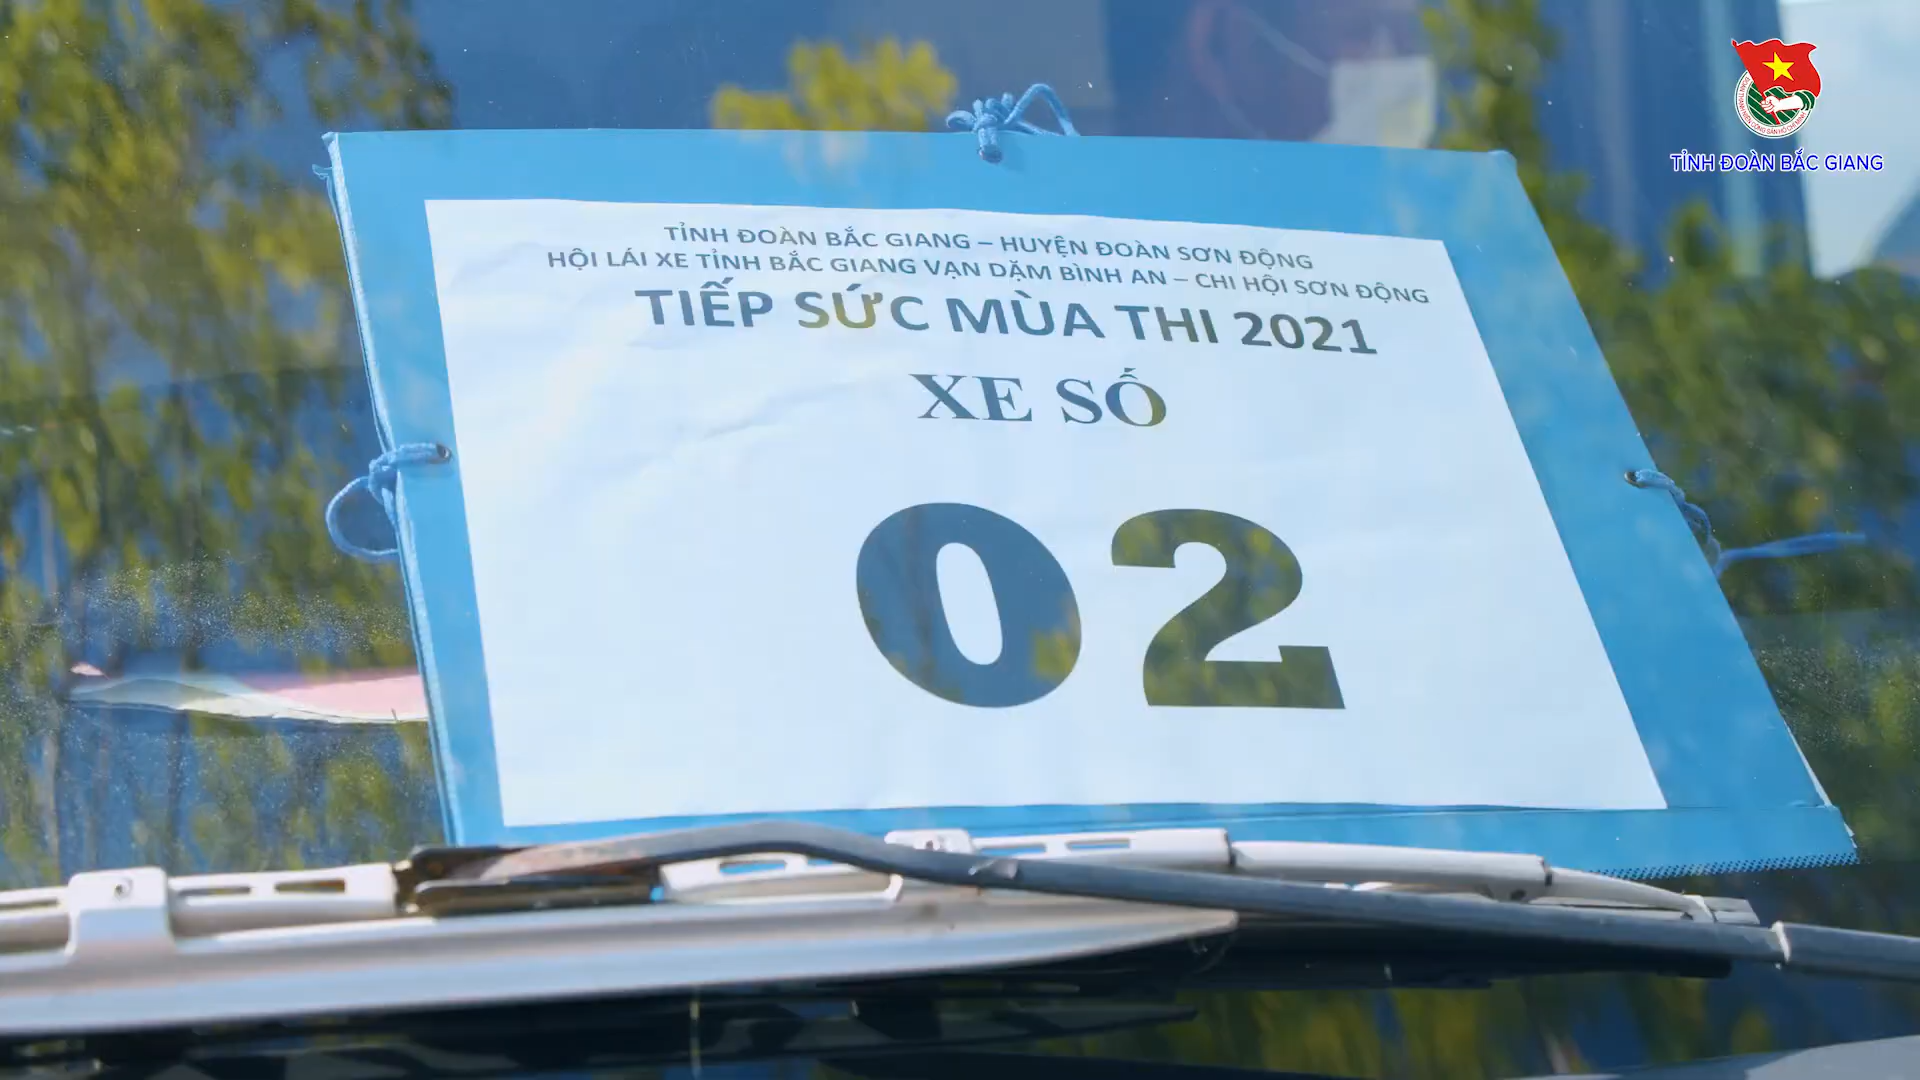 TỈNH ĐOÀN BẮC GIANG
TỈNH ĐOÀN BẮC GIANG – HUYỆN ĐOÀN SƠN ĐỘNG
HỘI LÁI XE TỈNH BẮC GIANG VẠN DẶM BÌNH AN – CHI HỘI SƠN ĐỘNG
TIẾP SỨC MÙA THI 2021
XE SỐ
02